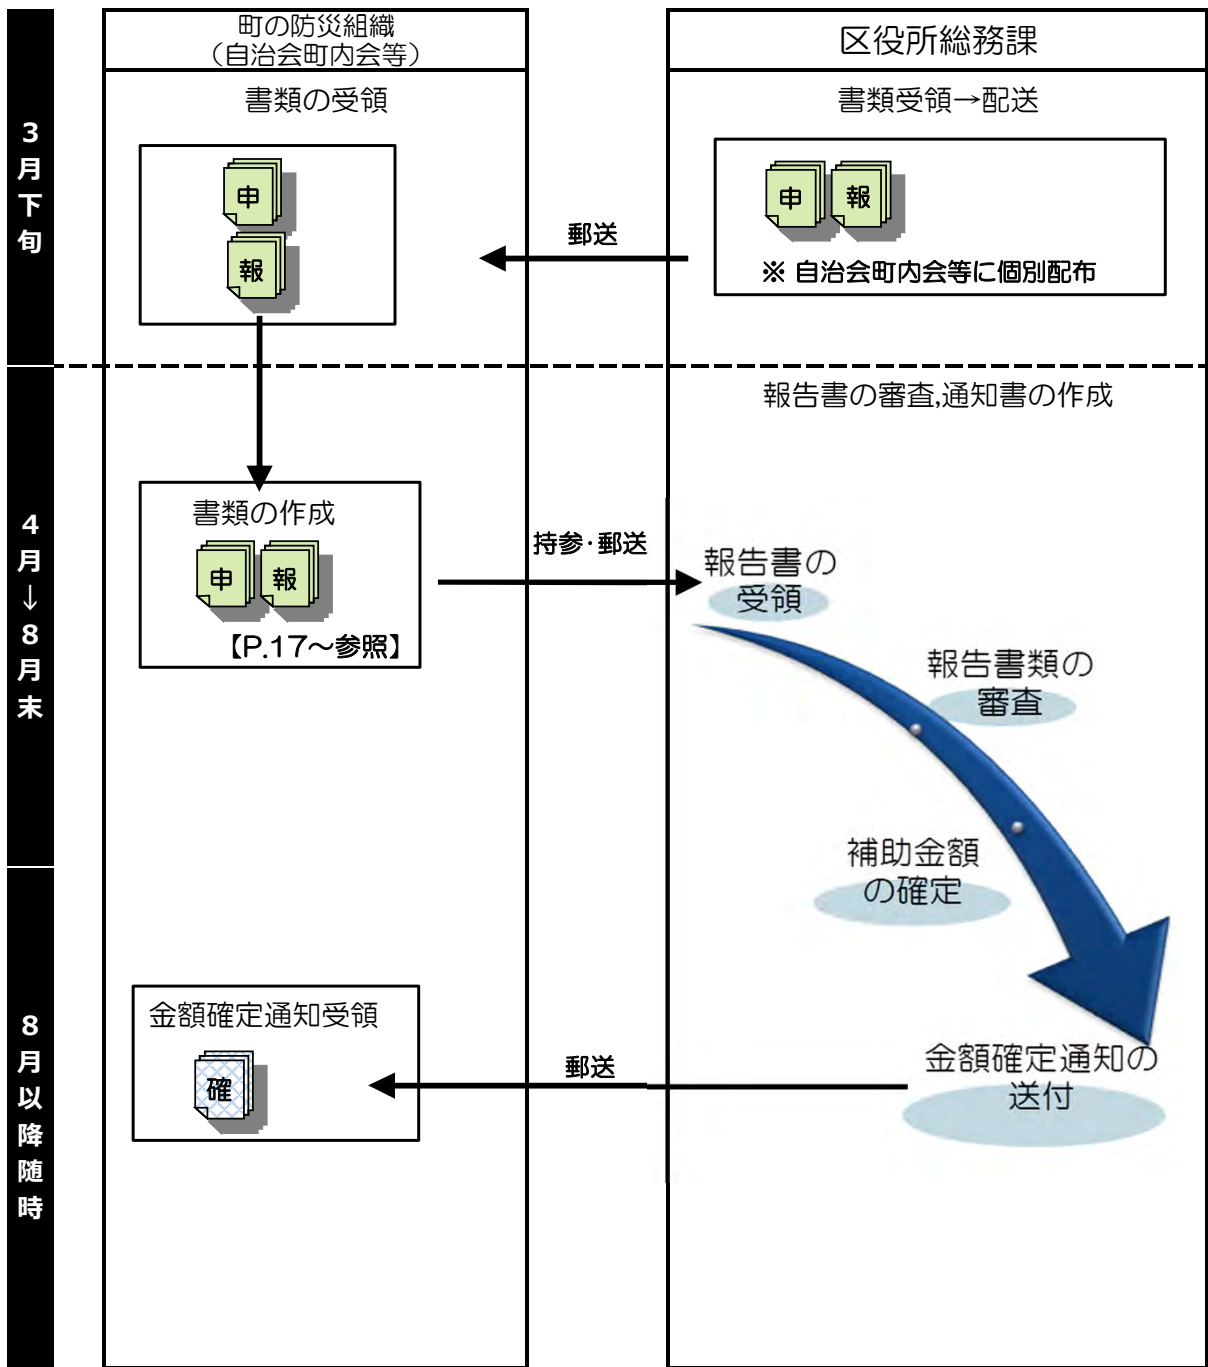 町の防災組織
（自治会町内会等）
区役所総務課
3月下旬
書類の受領
申
報
郵送
書類受領→配送
申
報
※ 自治会町内会等に個別配布
4月→8月末
報告書の審査,通知書の作成
書類の作成
申
報
【P.17～参照】
持参・郵送
報告書の
受領
報告書類の
審査
補助金額
の確定
8月以降随時
金額確定通知受領
確
郵送
金額確定通知の
送付